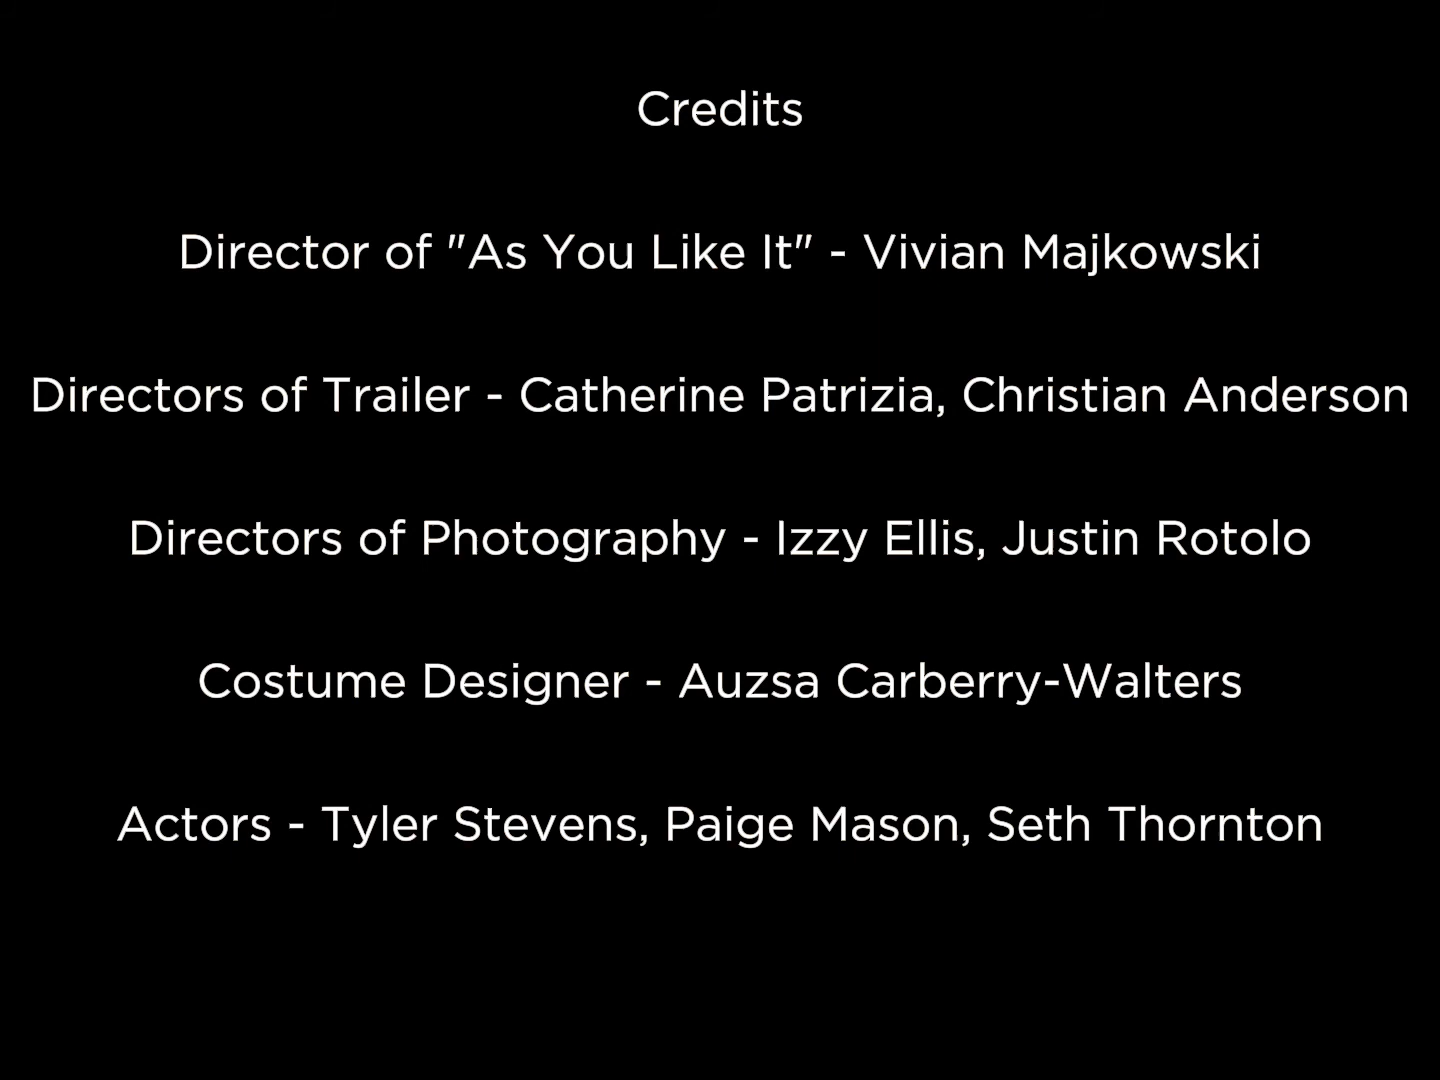 Credits
Director of "As You Like It" - Vivian Majkowski
Directors of Trailer - Catherine Patrizia, Christian Anderson
Directors of Photography - Izzy Ellis, Justin Rotolo
Costume Designer - Auzsa Carberry-Walters
Actors - Tyler Stevens, Paige Mason, Seth Thornton